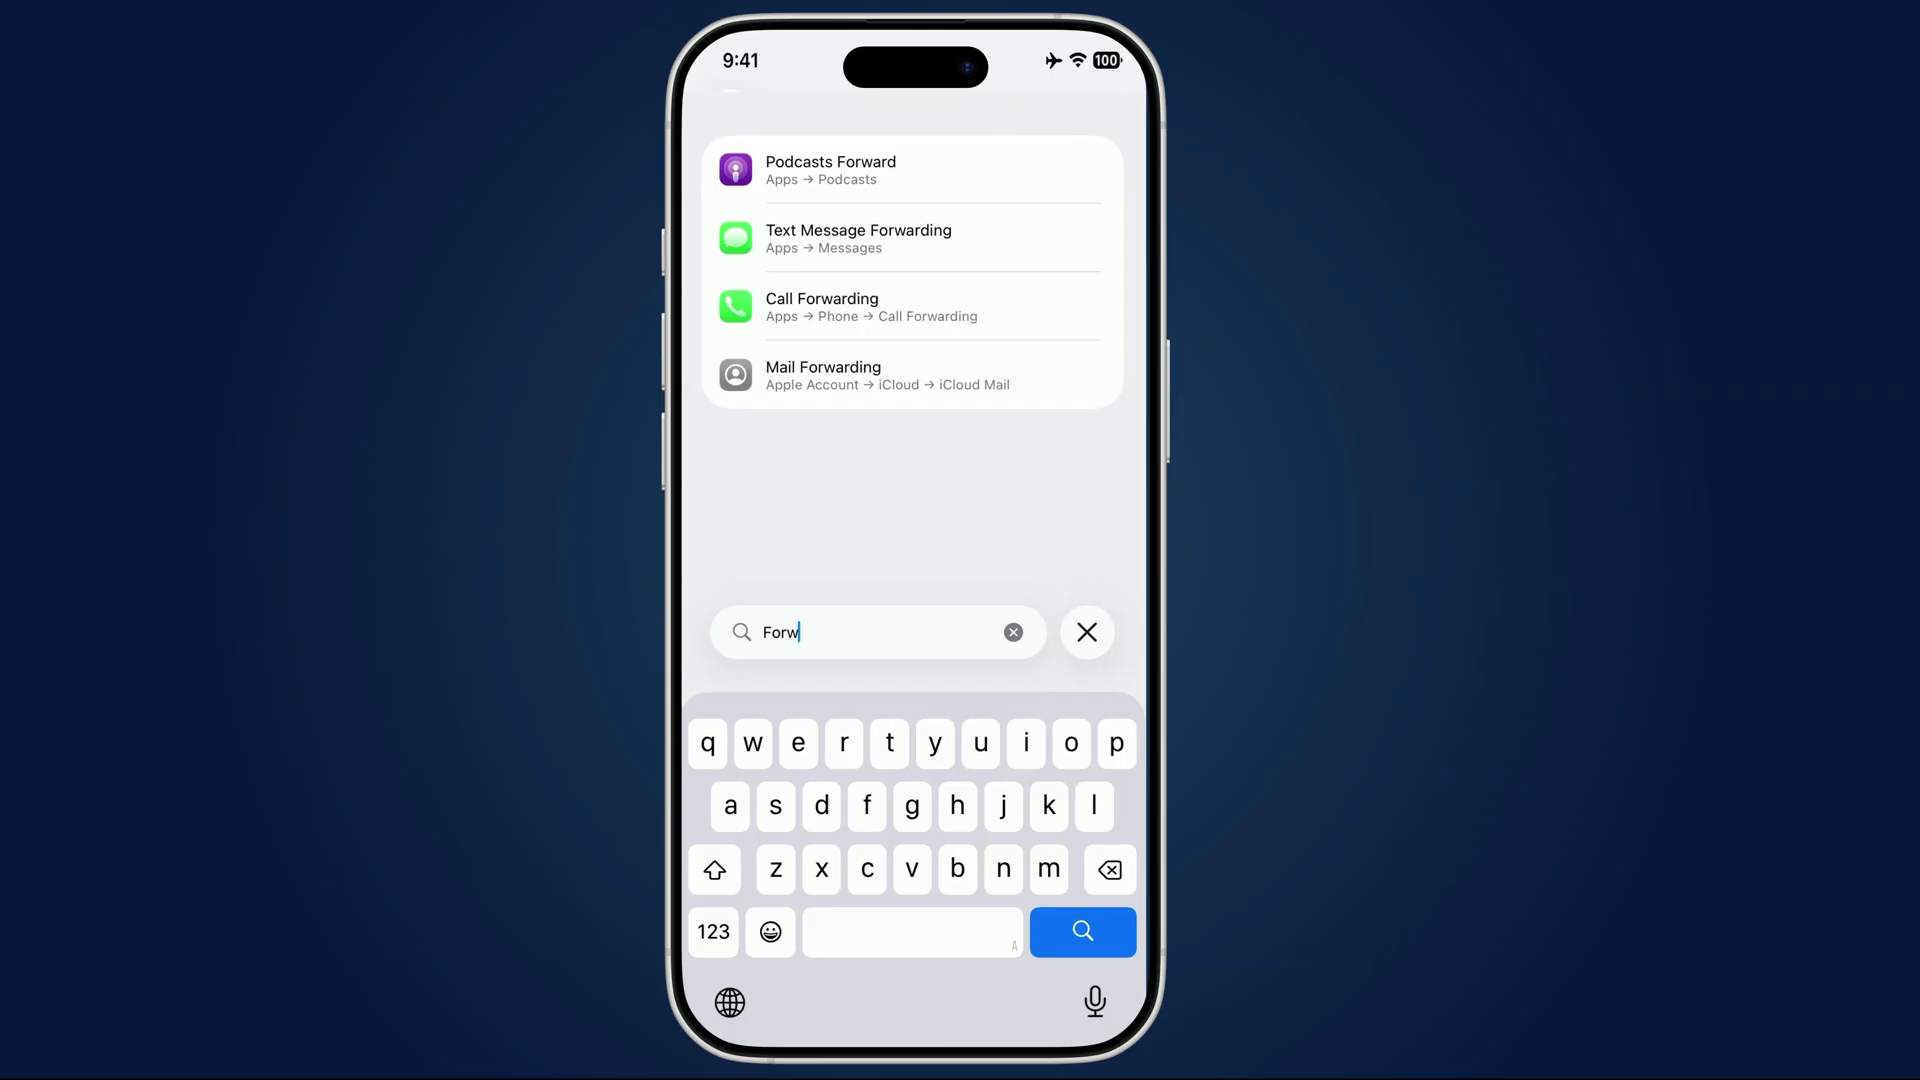 9:41
100
Podcasts Forward
Apps → Podcasts
Text Message Forwarding
Apps → Messages
Call Forwarding
Apps → Phone → Call Forwarding
Mail Forwarding
Apple Account → iCloud → iCloud Mail
Forw
q w e r t y u i o p
a s d f g h j k l
z x c v b n m
123
A